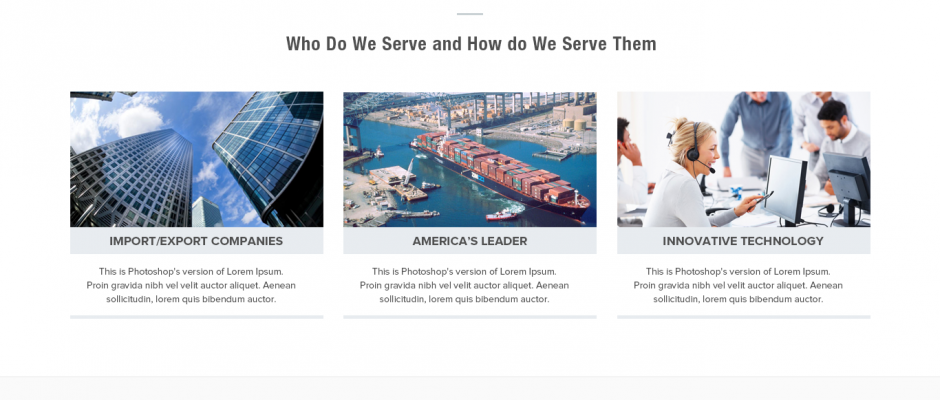 Who Do We Serve and How do We Serve Them
IMPORT/EXPORT COMPANIES
This is Photoshop's version of Lorem Ipsum.
Proin gravida nibh vel velit auctor aliquet. Aenean
sollicitudin, lorem quis bibendum auctor.
AMERICA'S LEADER
This is Photoshop's version of Lorem Ipsum.
Proin gravida nibh vel velit auctor aliquet. Aenean
sollicitudin, lorem quis bibendum auctor.
INNOVATIVE TECHNOLOGY
This is Photoshop's version of Lorem Ipsum.
Proin gravida nibh vel velit auctor aliquet. Aenean
sollicitudin, lorem quis bibendum auctor.